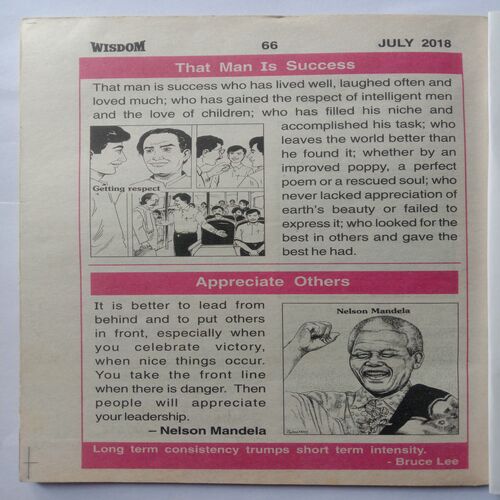 WISDOM 66 JULY 2018
That Man Is Success
That man is success who has lived well, laughed often and
loved much; who has gained the respect of intelligent men
and the love of children; who has filled his niche and
accomplished his task; who
leaves the world better than
he found it; whether by an
improved poppy, a perfect
poem or a rescued soul; who
never lacked appreciation of
earth's beauty or failed to
express it; who looked for the
best in others and gave the
best he had.
Getting respect
Appreciate Others
It is better to lead from
behind and to put others
in front, especially when
you celebrate victory,
when nice things occur.
You take the front line
when there is danger. Then
people will appreciate
your leadership.
– Nelson Mandela
Nelson Mandela
Long term consistency trumps short term intensity.
- Bruce Lee